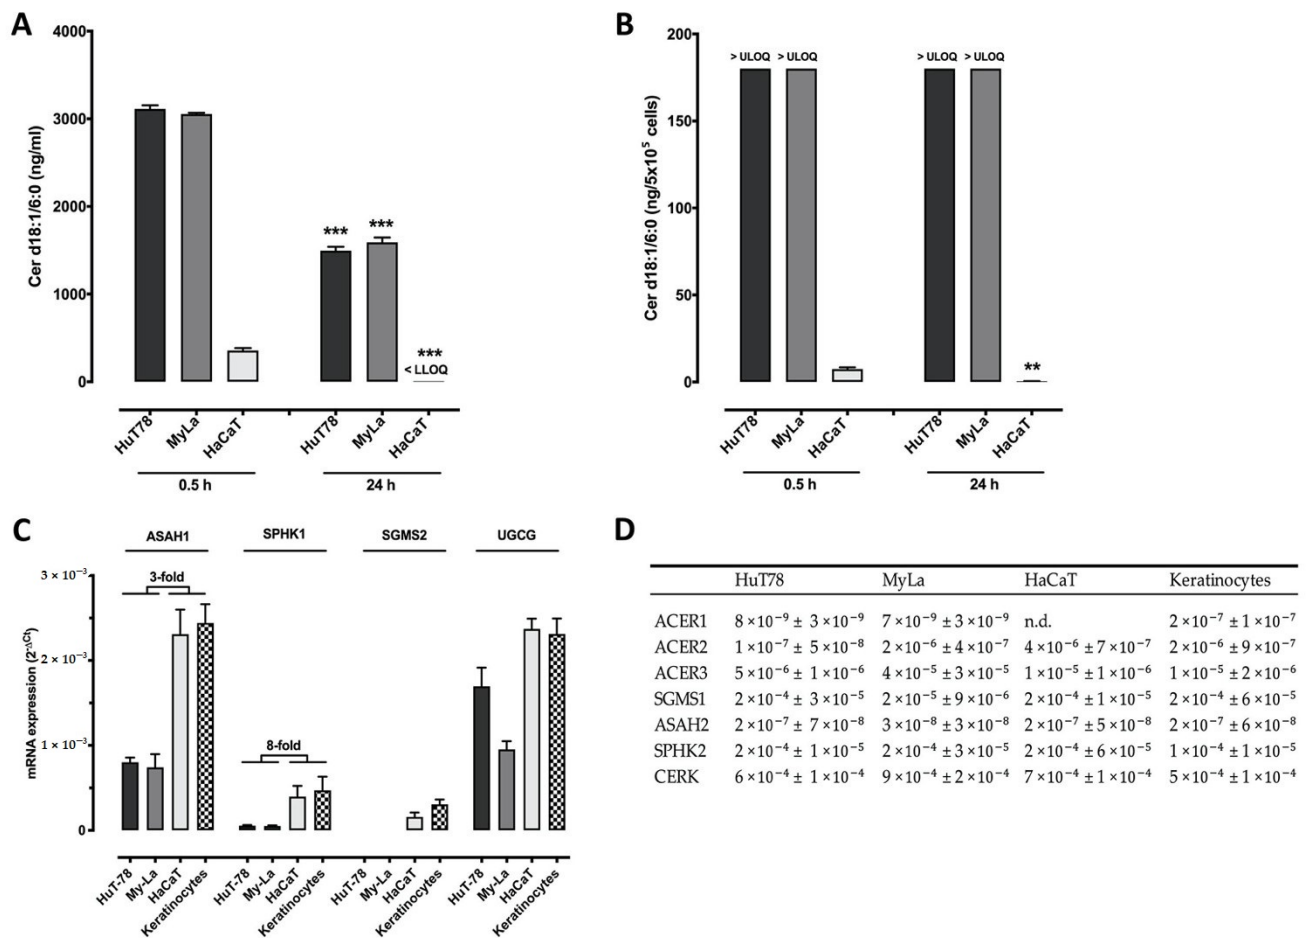 A
Cer d18:1/6:0 (ng/ml)
4000
3000
2000
1000
0
***
***
***
< LLOQ
HuT78
MyLa
HaCaT
HuT78
MyLa
HaCaT
0.5 h
24 h
B
Cer d18:1/6:0 (ng/5x10⁵ cells)
200
150
100
50
0
> ULOQ
> ULOQ
> ULOQ
> ULOQ
**
HuT78
MyLa
HaCaT
HuT78
MyLa
HaCaT
0.5 h
24 h
C
ASAH1
SPHK1
SGMS2
UGCG
mRNA expression (2^-ΔCt)
3 × 10⁻³
2 × 10⁻³
1 × 10⁻³
0
3-fold
8-fold
HuT-78
My-La
HaCaT
Keratinocytes
HuT-78
My-La
HaCaT
Keratinocytes
HuT-78
My-La
HaCaT
Keratinocytes
HuT-78
My-La
HaCaT
Keratinocytes
D
HuT78 MyLa HaCaT Keratinocytes
ACER1 8 × 10⁻⁹ ± 3 × 10⁻⁹ 7 × 10⁻⁹ ± 3 × 10⁻⁹ n.d. 2 × 10⁻⁷ ± 1 × 10⁻⁷
ACER2 1 × 10⁻⁷ ± 5 × 10⁻⁸ 2 × 10⁻⁶ ± 4 × 10⁻⁷ 4 × 10⁻⁶ ± 7 × 10⁻⁷ 2 × 10⁻⁶ ± 9 × 10⁻⁷
ACER3 5 × 10⁻⁶ ± 1 × 10⁻⁶ 4 × 10⁻⁵ ± 3 × 10⁻⁵ 1 × 10⁻⁵ ± 1 × 10⁻⁶ 1 × 10⁻⁵ ± 2 × 10⁻⁶
SGMS1 2 × 10⁻⁴ ± 3 × 10⁻⁵ 2 × 10⁻⁵ ± 9 × 10⁻⁶ 2 × 10⁻⁴ ± 1 × 10⁻⁵ 2 × 10⁻⁴ ± 6 × 10⁻⁵
ASAH2 2 × 10⁻⁷ ± 7 × 10⁻⁸ 3 × 10⁻⁸ ± 3 × 10⁻⁸ 2 × 10⁻⁷ ± 5 × 10⁻⁸ 2 × 10⁻⁷ ± 6 × 10⁻⁸
SPHK2 2 × 10⁻⁴ ± 1 × 10⁻⁵ 2 × 10⁻⁴ ± 3 × 10⁻⁵ 2 × 10⁻⁴ ± 6 × 10⁻⁵ 1 × 10⁻⁴ ± 1 × 10⁻⁵
CERK 6 × 10⁻⁴ ± 1 × 10⁻⁴ 9 × 10⁻⁴ ± 2 × 10⁻⁴ 7 × 10⁻⁴ ± 1 × 10⁻⁴ 5 × 10⁻⁴ ± 1 × 10⁻⁴